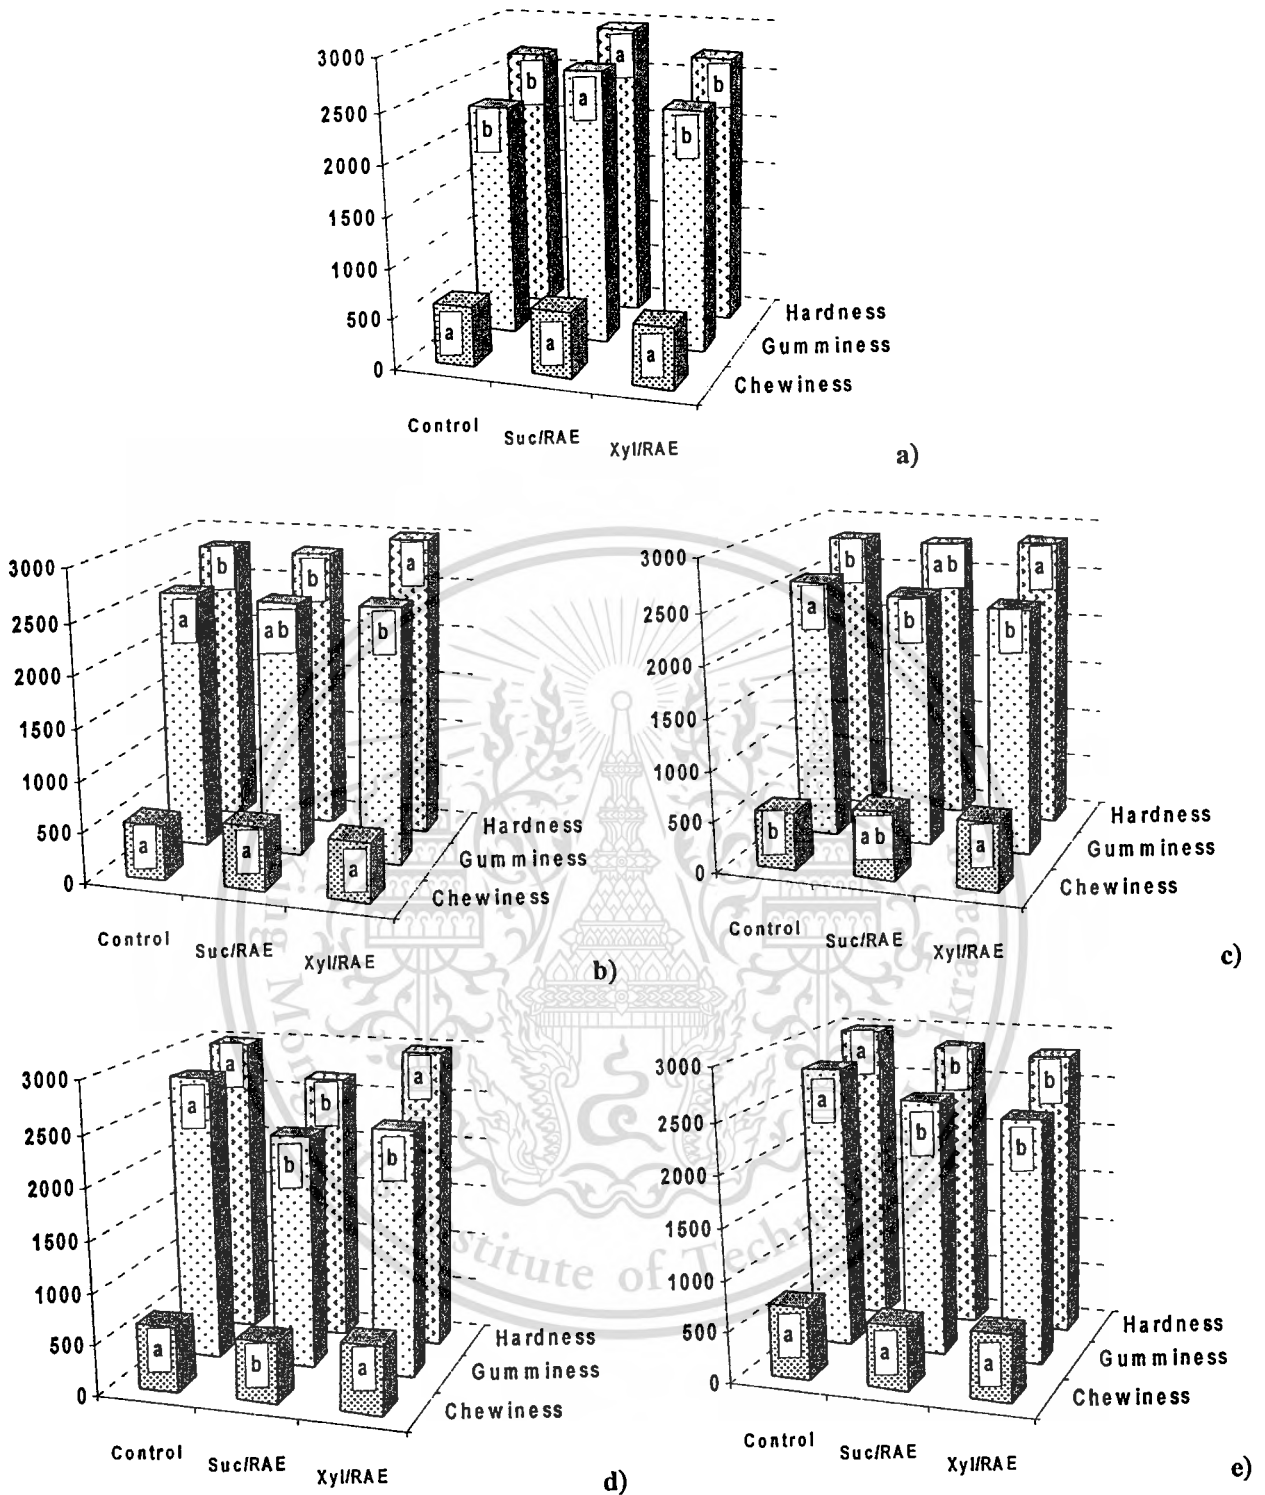 3000
2500
2000
1500
1000
500
0
b
a
b
b
a
b
a
a
a
Hardness
Gumminess
Chewiness
Control
Suc/RAE
Xyl/RAE
a)
3000
2500
2000
1500
1000
500
0
b
b
a
a
ab
b
a
a
a
Hardness
Gumminess
Chewiness
Control
Suc/RAE
Xyl/RAE
b)
3000
2500
2000
1500
1000
500
0
b
ab
a
a
b
b
b
ab
a
Hardness
Gumminess
Chewiness
Control
Suc/RAE
Xyl/RAE
c)
3000
2500
2000
1500
1000
500
0
a
b
a
a
b
b
a
b
a
Hardness
Gumminess
Chewiness
Control
Suc/RAE
Xyl/RAE
d)
3000
2500
2000
1500
1000
500
0
a
b
b
a
b
b
a
a
a
Hardness
Gumminess
Chewiness
Control
Suc/RAE
Xyl/RAE
e)
of